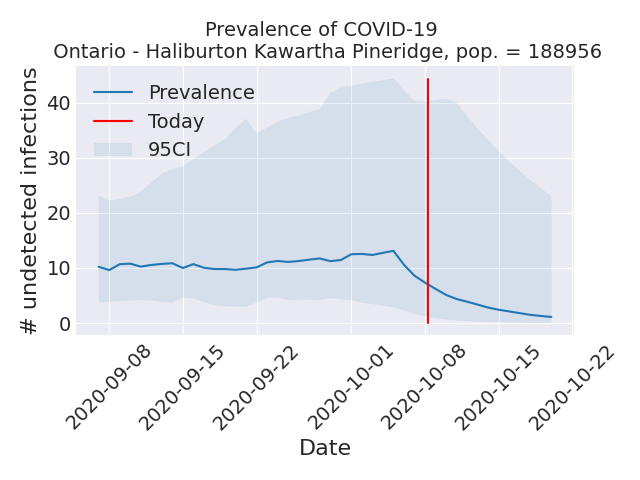 Prevalence of COVID-19
Ontario - Haliburton Kawartha Pineridge, pop. = 188956
# undetected infections
40
30
20
10
0
Prevalence
Today
95CI
2020-09-08
2020-09-15
2020-09-22
2020-10-01
2020-10-08
2020-10-15
2020-10-22
Date